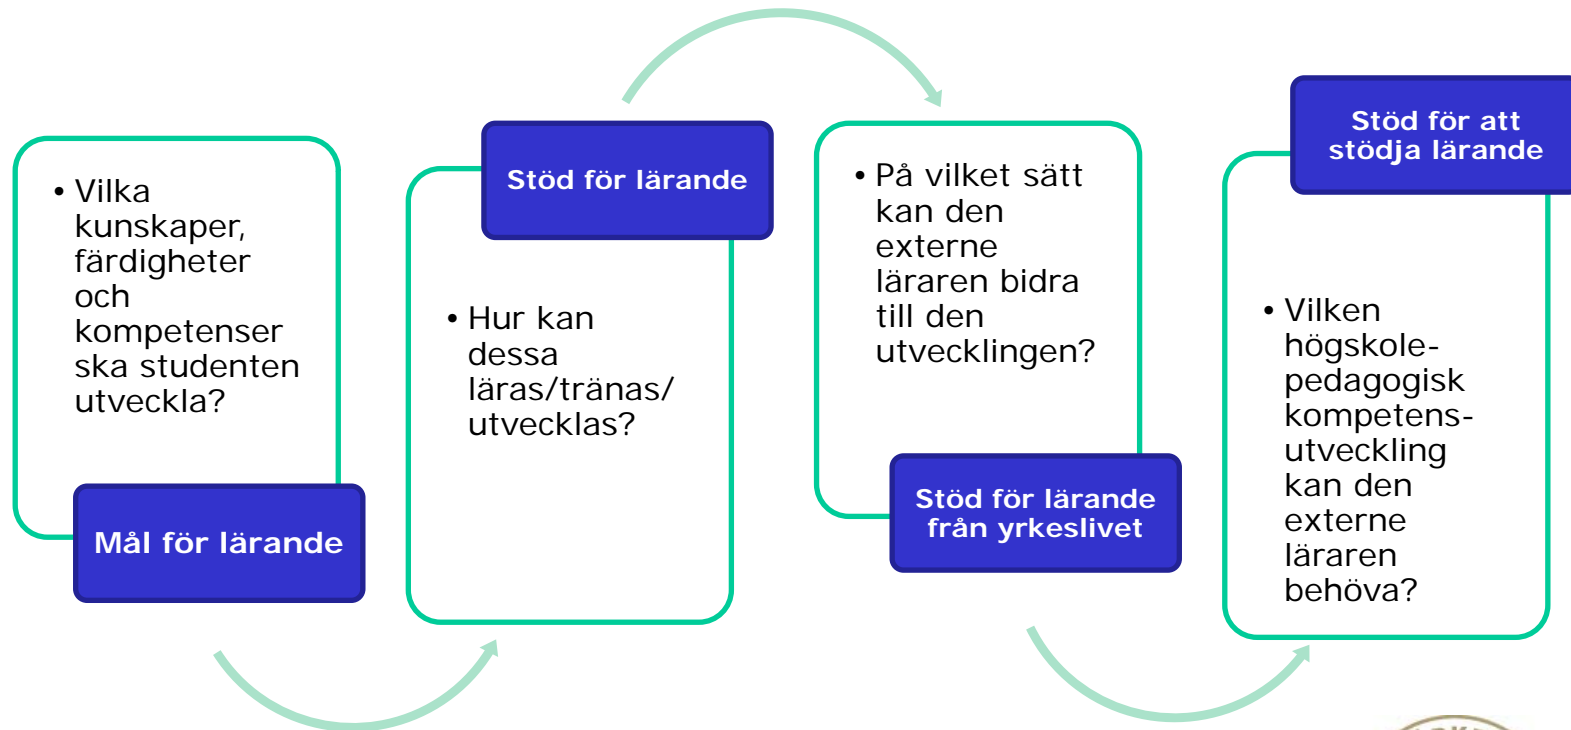 • Vilka
kunskaper,
färdigheter
och
kompetenser
ska studenten
utveckla?
Mål för lärande
Stöd för lärande
• Hur kan
dessa
läras/tränas/
utvecklas?
• På vilket sätt
kan den
externe
läraren bidra
till den
utvecklingen?
Stöd för lärande
från yrkeslivet
Stöd för att
stödja lärande
• Vilken
högskole-
pedagogisk
kompetens-
utveckling
kan den
externe
läraren
behöva?